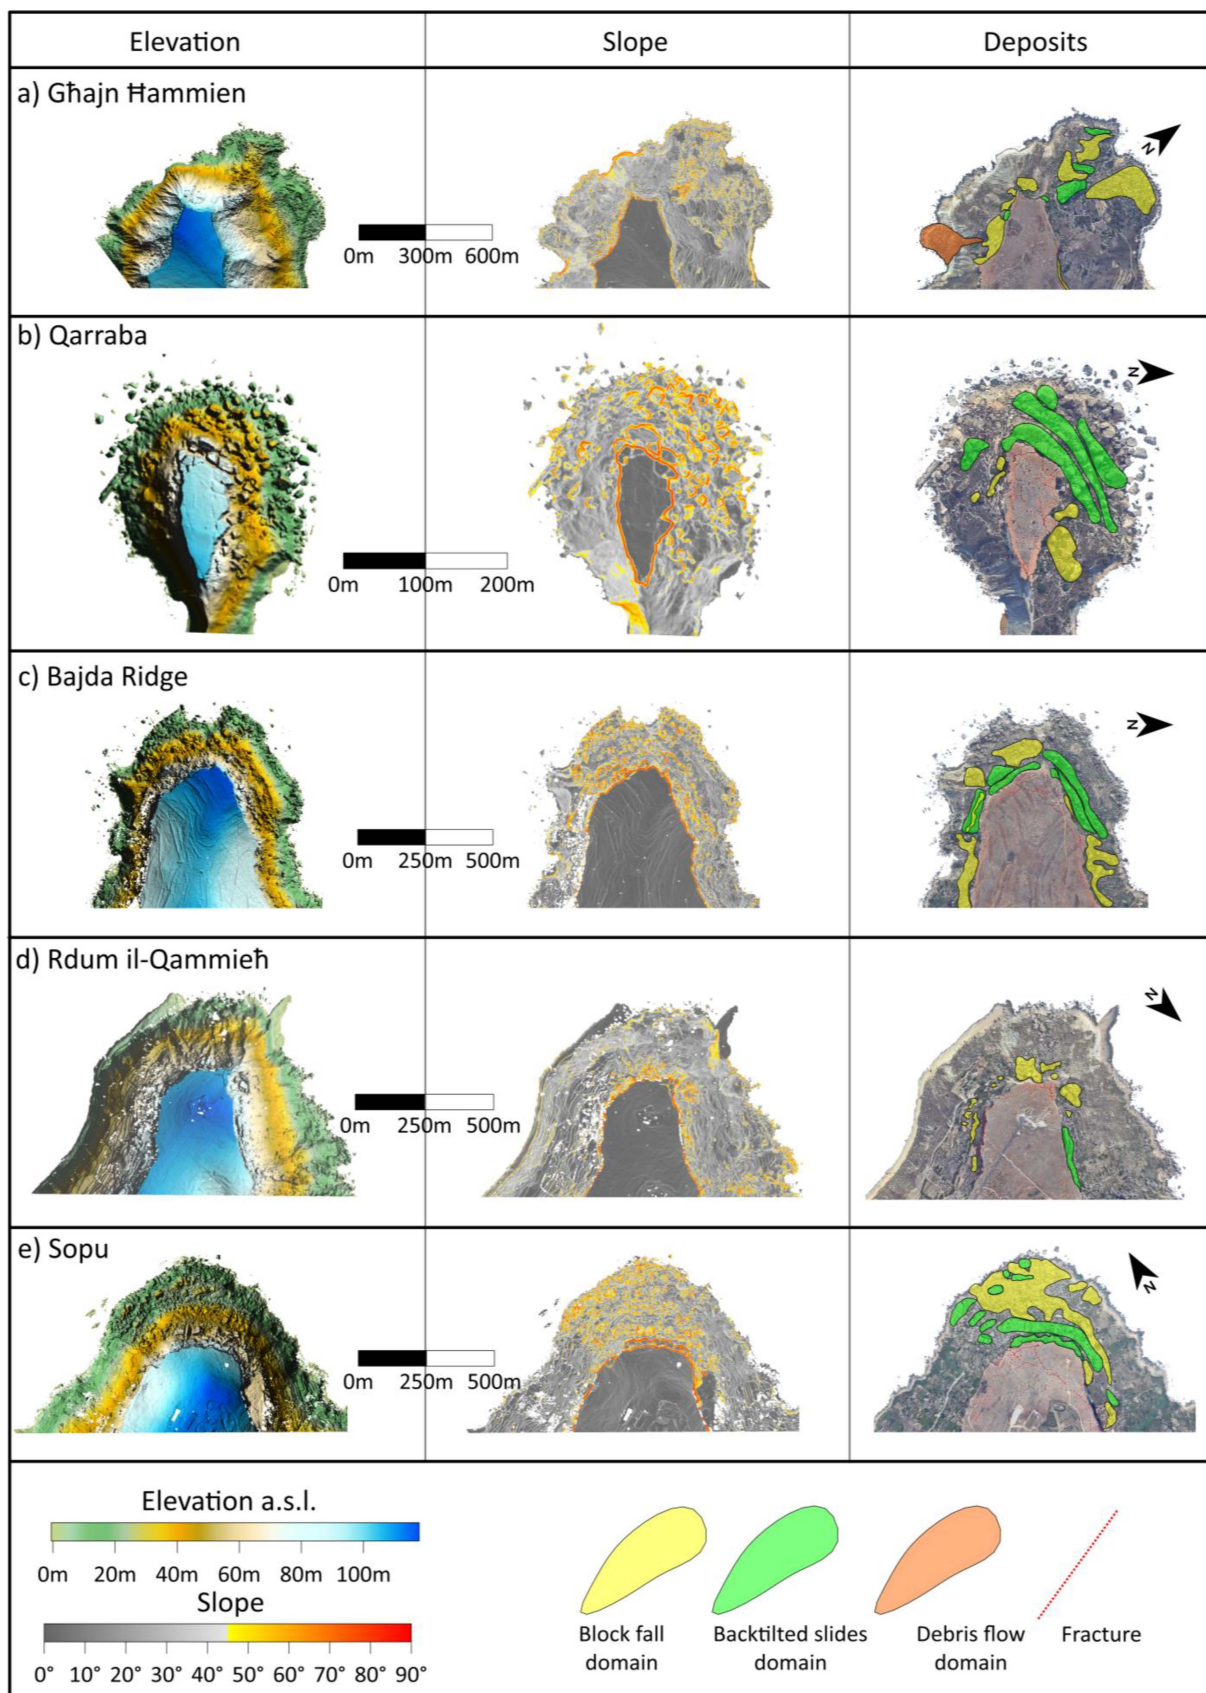 Elevation
Slope
Deposits
a) Għajn Ħammien
N
0m 300m 600m
b) Qarraba
N
0m 100m 200m
c) Bajda Ridge
N
0m 250m 500m
d) Rdum il-Qammieħ
N
0m 250m 500m
e) Sopu
N
0m 250m 500m
Elevation a.s.l.
0m 20m 40m 60m 80m 100m
Slope
0° 10° 20° 30° 40° 50° 60° 70° 80° 90°
Block fall
domain
Backtilted slides
domain
Debris flow
domain
Fracture